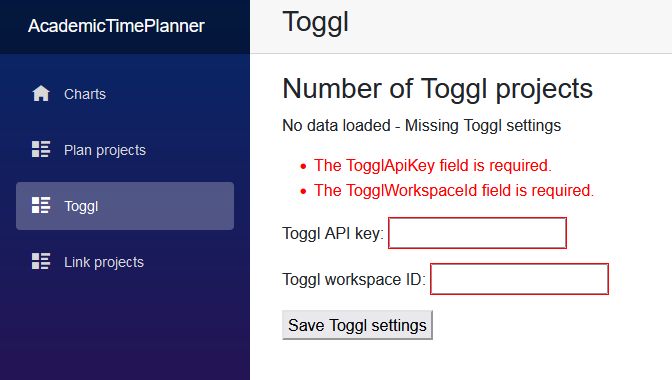 AcademicTimePlanner
Charts
Plan projects
Toggl
Link projects
Toggl
Number of Toggl projects
No data loaded - Missing Toggl settings
The TogglApiKey field is required.
The TogglWorkspaceId field is required.
Toggl API key:
Toggl workspace ID:
Save Toggl settings